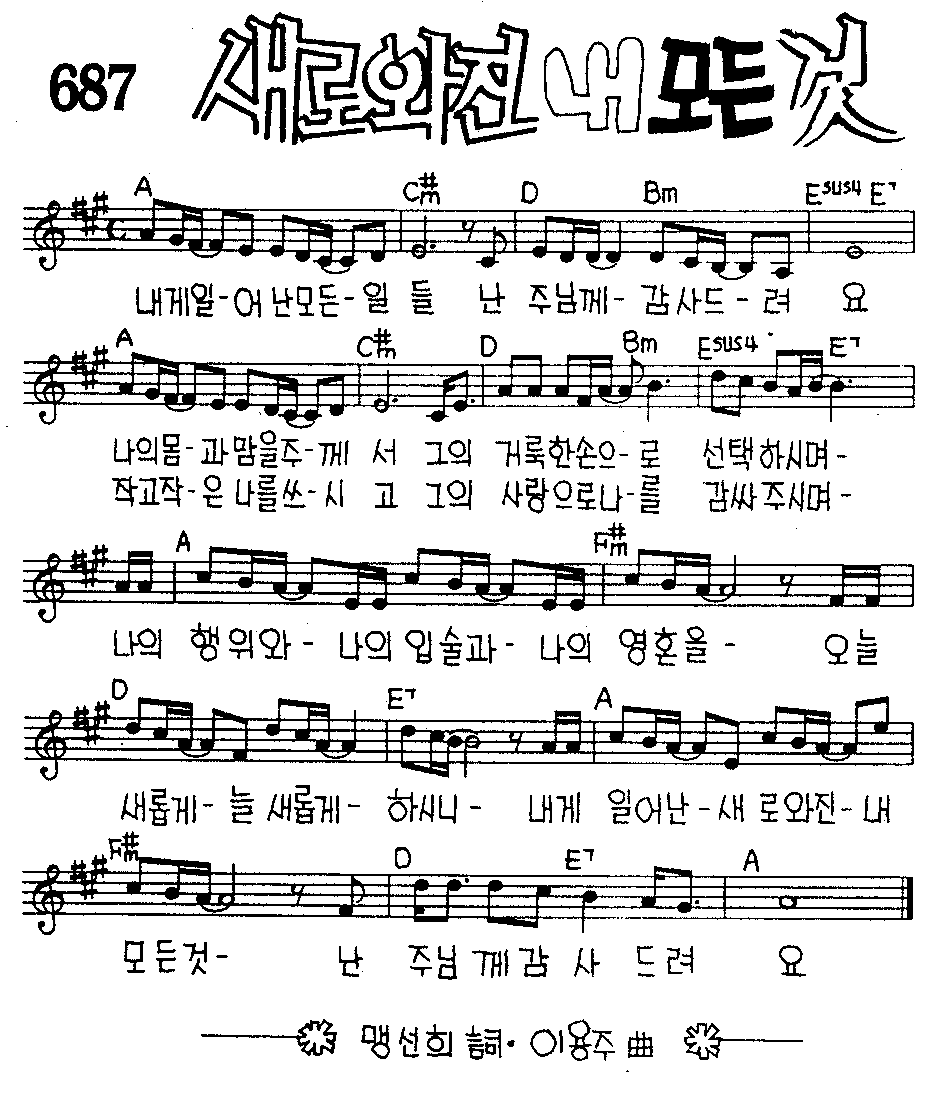 687 새로와진 내 모든 것
A C#m D Bm Esus4 E7
내게일-어난모든-일들 난 주님께-감사드-려 요
A C#m D Bm Esus4 E7
나의몸-과맘을주-께 서 그의 거룩한손으-로 선택하시며-
작고작-은나를쓰-시 고 그의 사랑으로나-를 감싸주시며-
A F#m
나의 행위와- 나의입술과- 나의 영혼을- 오늘
D E7 A
새롭게-늘새롭게- 하시니- 내게 일어난-새로와진-내
F#m D E7 A
모든것- 난 주님께감 사 드려 요
맹선희 詞·이용주 曲